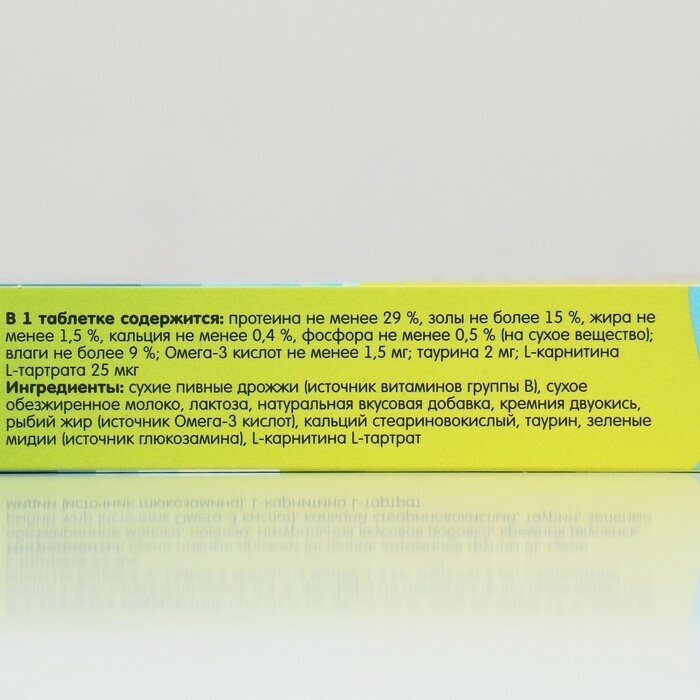 В 1 таблетке содержится: протеина не менее 29 %, золы не более 15 %, жира не
менее 1,5 %, кальция не менее 0,4 %, фосфора не менее 0,5 % (на сухое вещество);
влаги не более 9 %; Омега-3 кислот не менее 1,5 мг; таурина 2 мг; L-карнитина
L-тартрата 25 мкг
Ингредиенты: сухие пивные дрожжи (источник витаминов группы В), сухое
обезжиренное молоко, лактоза, натуральная вкусовая добавка, кремния двуокись,
рыбий жир (источник Омега-3 кислот), кальций стеариновокислый, таурин, зеленые
мидии (источник глюкозамина), L-карнитина L-тартрат